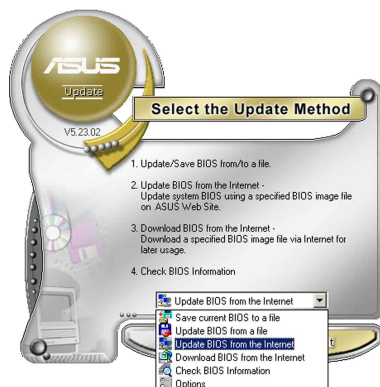 ASUS
Update
V5.23.02
Select the Update Method
1. Update/Save BIOS from/to a file.
2. Update BIOS from the Internet -
Update system BIOS using a specified BIOS image file
on ASUS Web Site.
3. Download BIOS from the Internet -
Download a specified BIOS image file via Internet for
later usage.
4. Check BIOS Information
Update BIOS from the Internet
Save current BIOS to a file
Update BIOS from a file
Update BIOS from the Internet
Download BIOS from the Internet
Check BIOS Information
Options